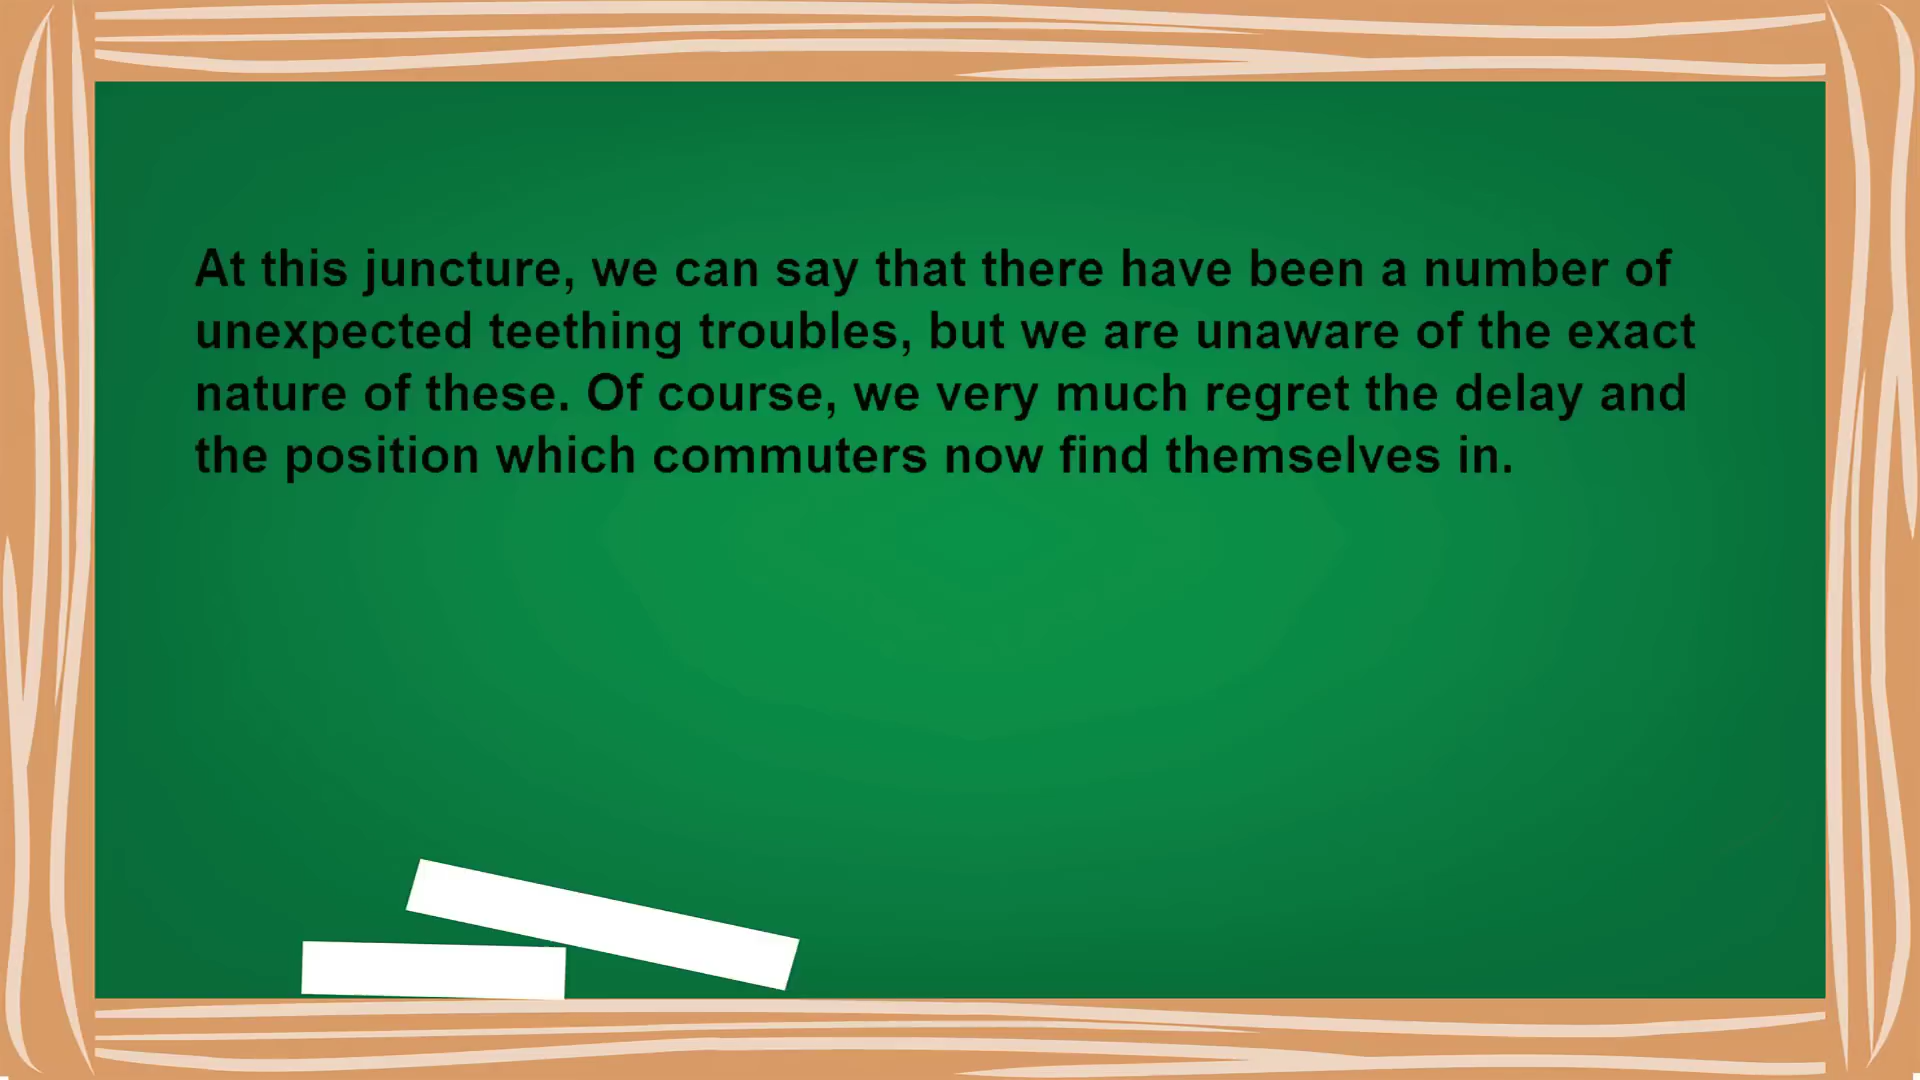 At this juncture, we can say that there have been a number of
unexpected teething troubles, but we are unaware of the exact
nature of these. Of course, we very much regret the delay and
the position which commuters now find themselves in.